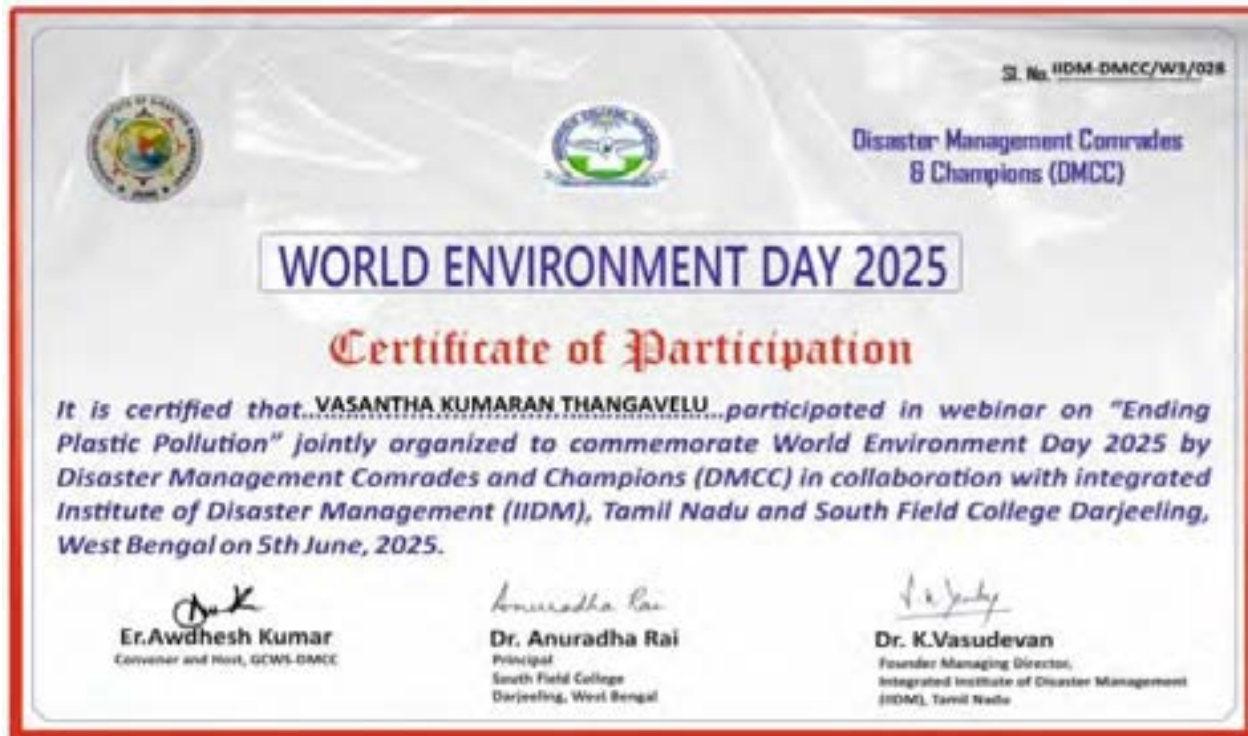 Sl. No. IIDM-DMCC/W3/028
Disaster Management Comrades
& Champions (DMCC)
WORLD ENVIRONMENT DAY 2025
Certificate of Participation
It is certified that..VASANTHA KUMARAN THANGAVELU..participated in webinar on "Ending
Plastic Pollution" jointly organized to commemorate World Environment Day 2025 by
Disaster Management Comrades and Champions (DMCC) in collaboration with integrated
Institute of Disaster Management (IIDM), Tamil Nadu and South Field College Darjeeling,
West Bengal on 5th June, 2025.
Anuradha Rai
Er.Awdhesh Kumar
Convener and Host, GCWS-DMCC
Dr. Anuradha Rai
Principal
South Field College
Darjeeling, West Bengal
Dr. K.Vasudevan
Founder Managing Director,
Integrated Institute of Disaster Management
(IIDM), Tamil Nadu